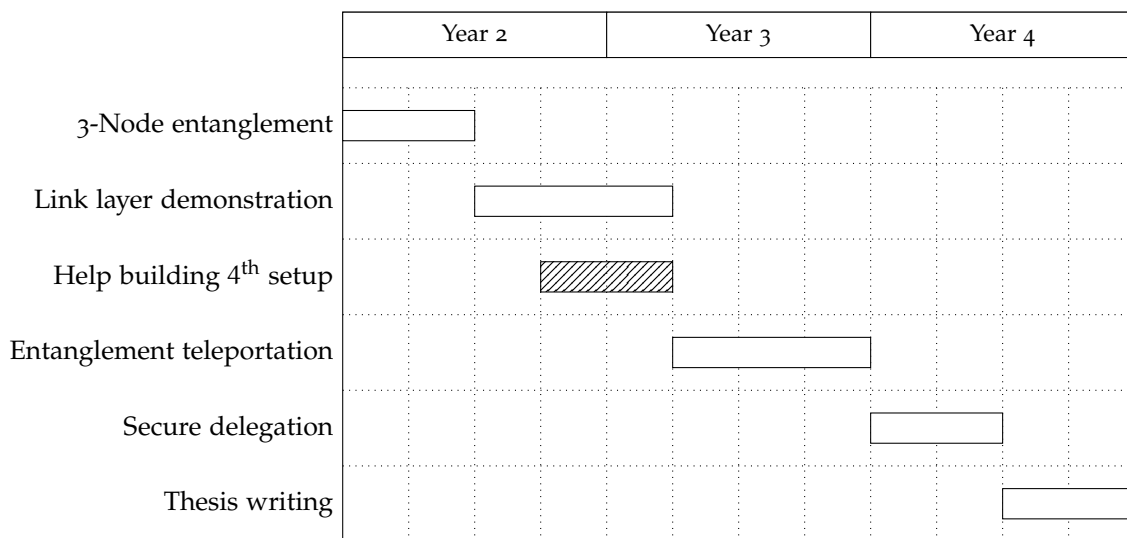 Year 2 Year 3 Year 4
3-Node entanglement
Link layer demonstration
Help building 4th setup
Entanglement teleportation
Secure delegation
Thesis writing